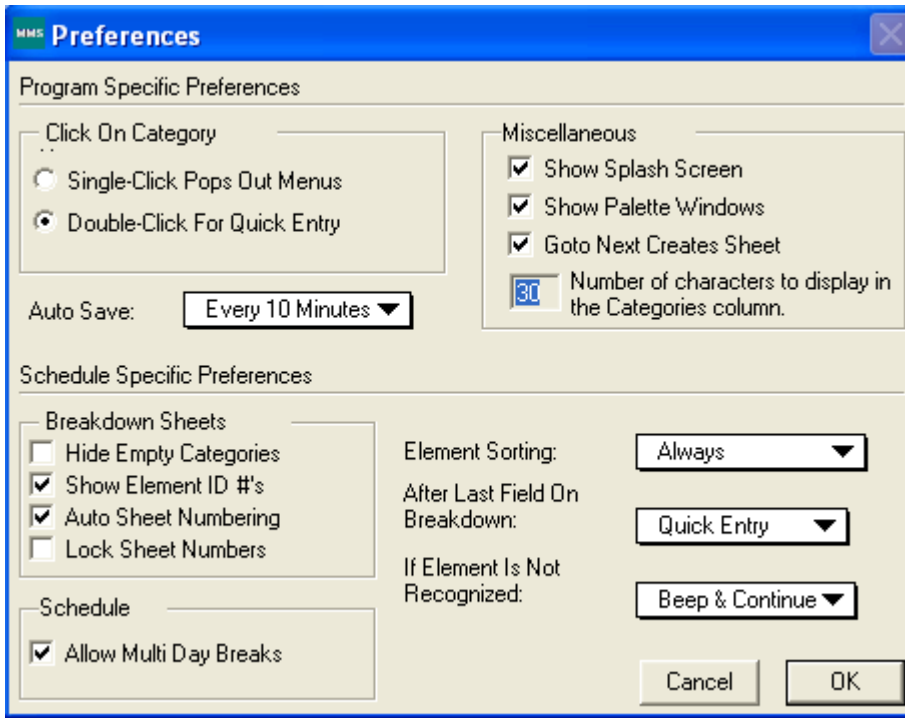 MMS Preferences
Program Specific Preferences
Click On Category
Single-Click Pops Out Menus
Double-Click For Quick Entry
Auto Save: Every 10 Minutes
Miscellaneous
Show Splash Screen
Show Palette Windows
Goto Next Creates Sheet
30 Number of characters to display in
the Categories column.
Schedule Specific Preferences
Breakdown Sheets
Hide Empty Categories
Show Element ID #'s
Auto Sheet Numbering
Lock Sheet Numbers
Schedule
Allow Multi Day Breaks
Element Sorting: Always
After Last Field On
Breakdown: Quick Entry
If Element Is Not
Recognized: Beep & Continue
Cancel OK